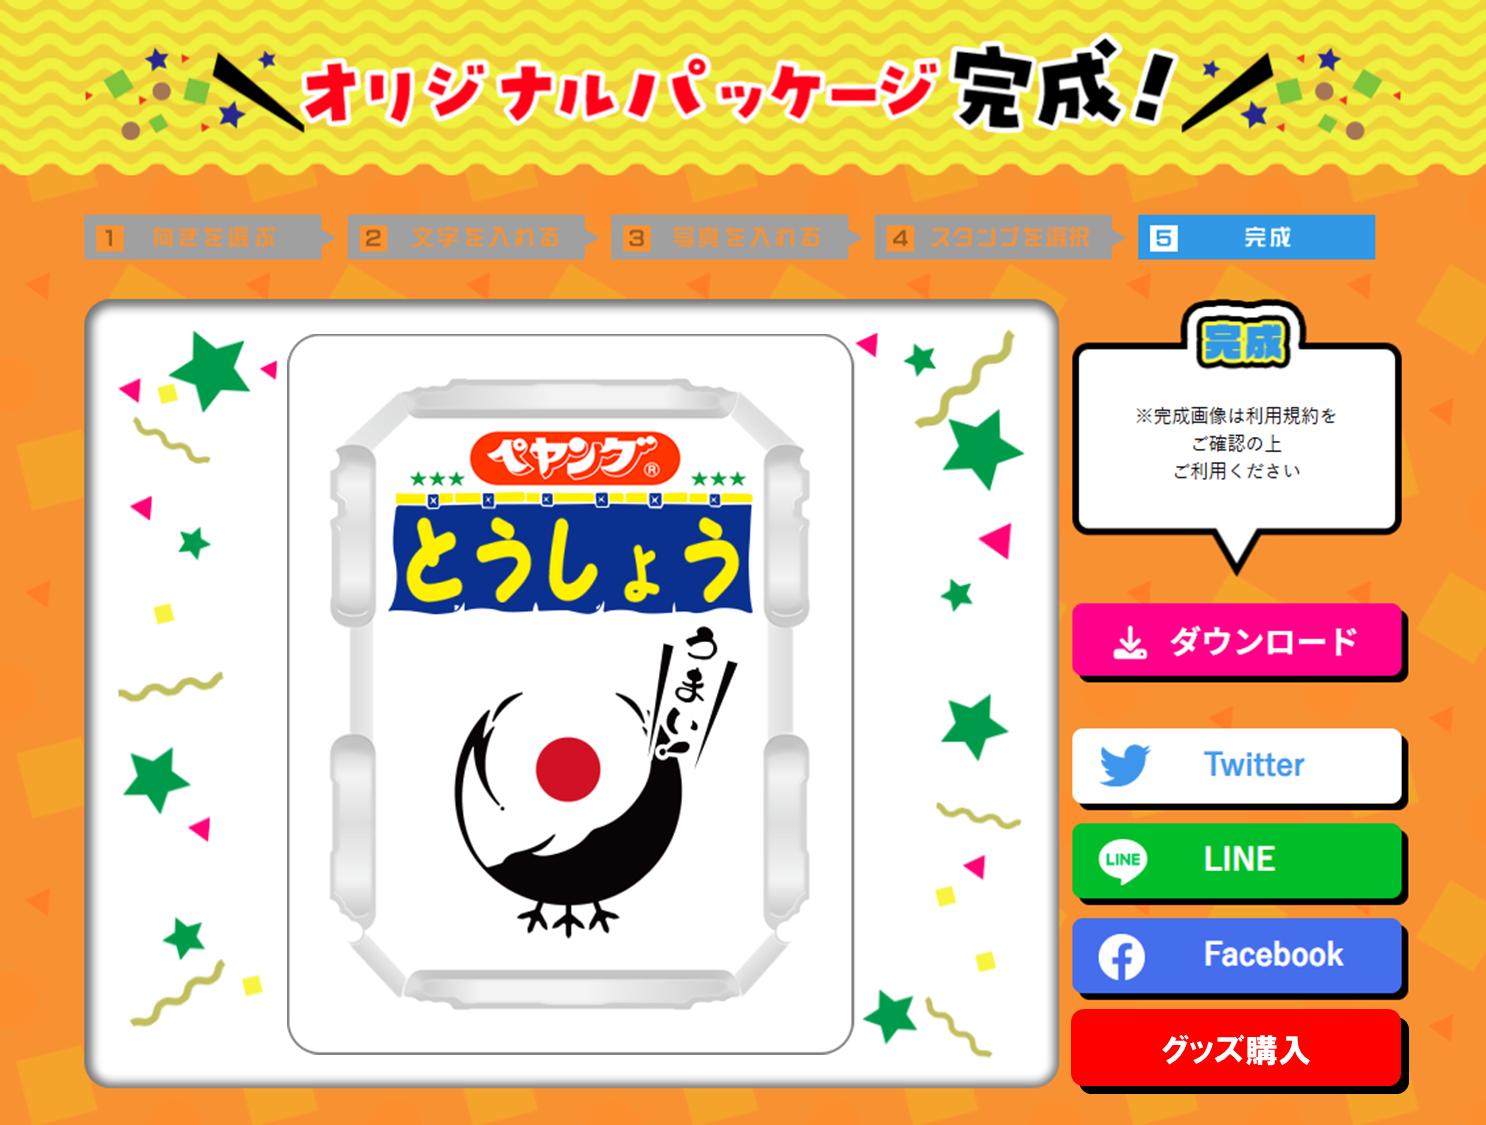 オリジナルパッケージ完成!
1 向きを選ぶ
2 文字を入れる
3 写真を入れる
4 スタンプを選択
5 完成
ペヤング®
とうしょう
うまい!
完成
※完成画像は利用規約を
ご確認の上
ご利用ください
ダウンロード
Twitter
LINE LINE
Facebook
グッズ購入